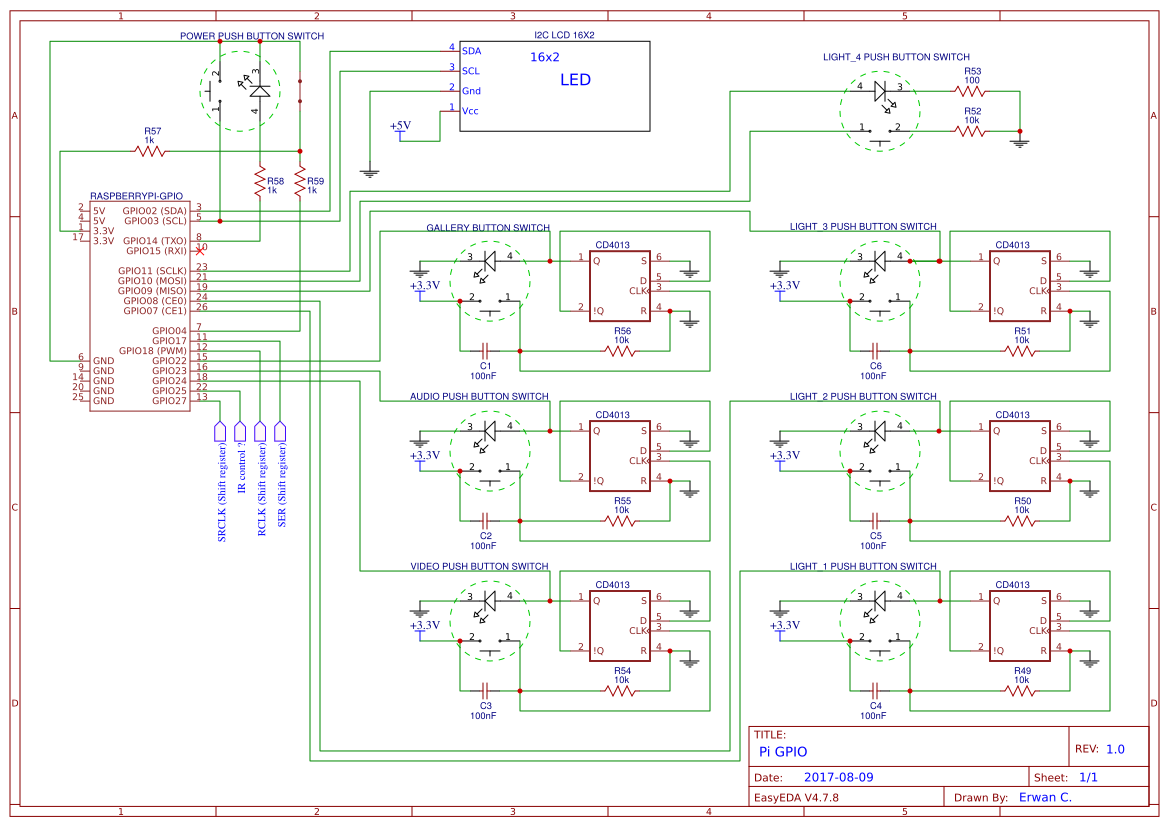 1 2 3 4 5
A A
B B
C C
D D
1 2 3 4 5
POWER PUSH BUTTON SWITCH
2
3
1
4
R57
1k
R58
1k
R59
1k
I2C LCD 16X2
4 SDA
3 SCL
2 Gnd
1 Vcc
16x2
LED
+5V
LIGHT_4 PUSH BUTTON SWITCH
4 3
1 2
R53
100
R52
10k
RASPBERRYPI-GPIO
2 5V GPIO02 (SDA) 3
4 5V GPIO03 (SCL) 5
1 3.3V
17 3.3V GPIO14 (TXO) 8
GPIO15 (RXI) 10
GPIO11 (SCLK) 23
GPIO10 (MOSI) 21
GPIO09 (MISO) 19
GPIO08 (CE0) 24
GPIO07 (CE1) 26
GPIO04 7
GPIO17 11
GPIO18 (PWM) 12
6 GND GPIO22 15
9 GND GPIO23 16
14 GND GPIO24 18
20 GND GPIO25 22
25 GND GPIO27 13
SRCLK (Shift register)
IR control ?
RCLK (Shift register)
SER (Shift register)
GALLERY BUTTON SWITCH
3 4
+3.3V
2 1
C1
100nF
CD4013
1 Q S 6
D 5
CLK 3
2 !Q R 4
R56
10k
LIGHT_3 PUSH BUTTON SWITCH
3 4
+3.3V
2 1
C6
100nF
CD4013
1 Q S 6
D 5
CLK 3
2 !Q R 4
R51
10k
AUDIO PUSH BUTTON SWITCH
3 4
+3.3V
2 1
C2
100nF
CD4013
1 Q S 6
D 5
CLK 3
2 !Q R 4
R55
10k
LIGHT_2 PUSH BUTTON SWITCH
3 4
+3.3V
2 1
C5
100nF
CD4013
1 Q S 6
D 5
CLK 3
2 !Q R 4
R50
10k
VIDEO PUSH BUTTON SWITCH
3 4
+3.3V
2 1
C3
100nF
CD4013
1 Q S 6
D 5
CLK 3
2 !Q R 4
R54
10k
LIGHT_1 PUSH BUTTON SWITCH
3 4
+3.3V
2 1
C4
100nF
CD4013
1 Q S 6
D 5
CLK 3
2 !Q R 4
R49
10k
TITLE:
Pi GPIO
REV: 1.0
Date: 2017-08-09
Sheet: 1/1
EasyEDA V4.7.8
Drawn By: Erwan C.